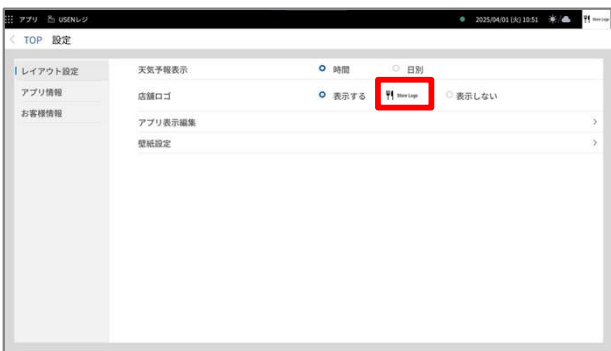 アプリ USENレジ 2025/04/01 (火) 10:51 Store Logo
TOP 設定
レイアウト設定 天気予報表示 時間 日別
アプリ情報 店舗ロゴ 表示する Store Logo 表示しない
お客様情報 アプリ表示編集
壁紙設定